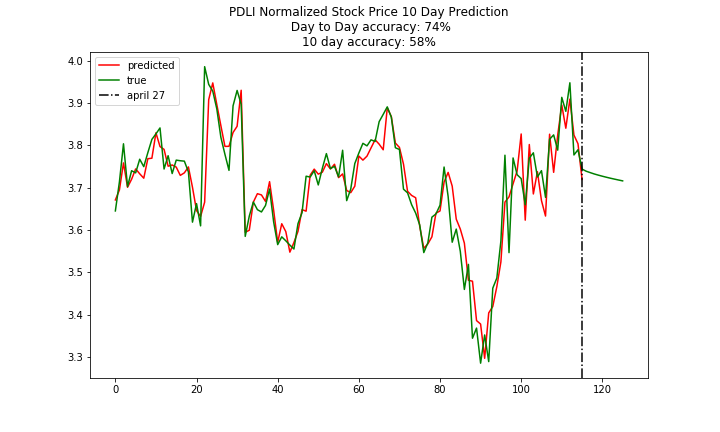 PDLI Normalized Stock Price 10 Day Prediction
Day to Day accuracy: 74%
10 day accuracy: 58%
predicted
true
april 27
4.0
3.9
3.8
3.7
3.6
3.5
3.4
3.3
0 20 40 60 80 100 120